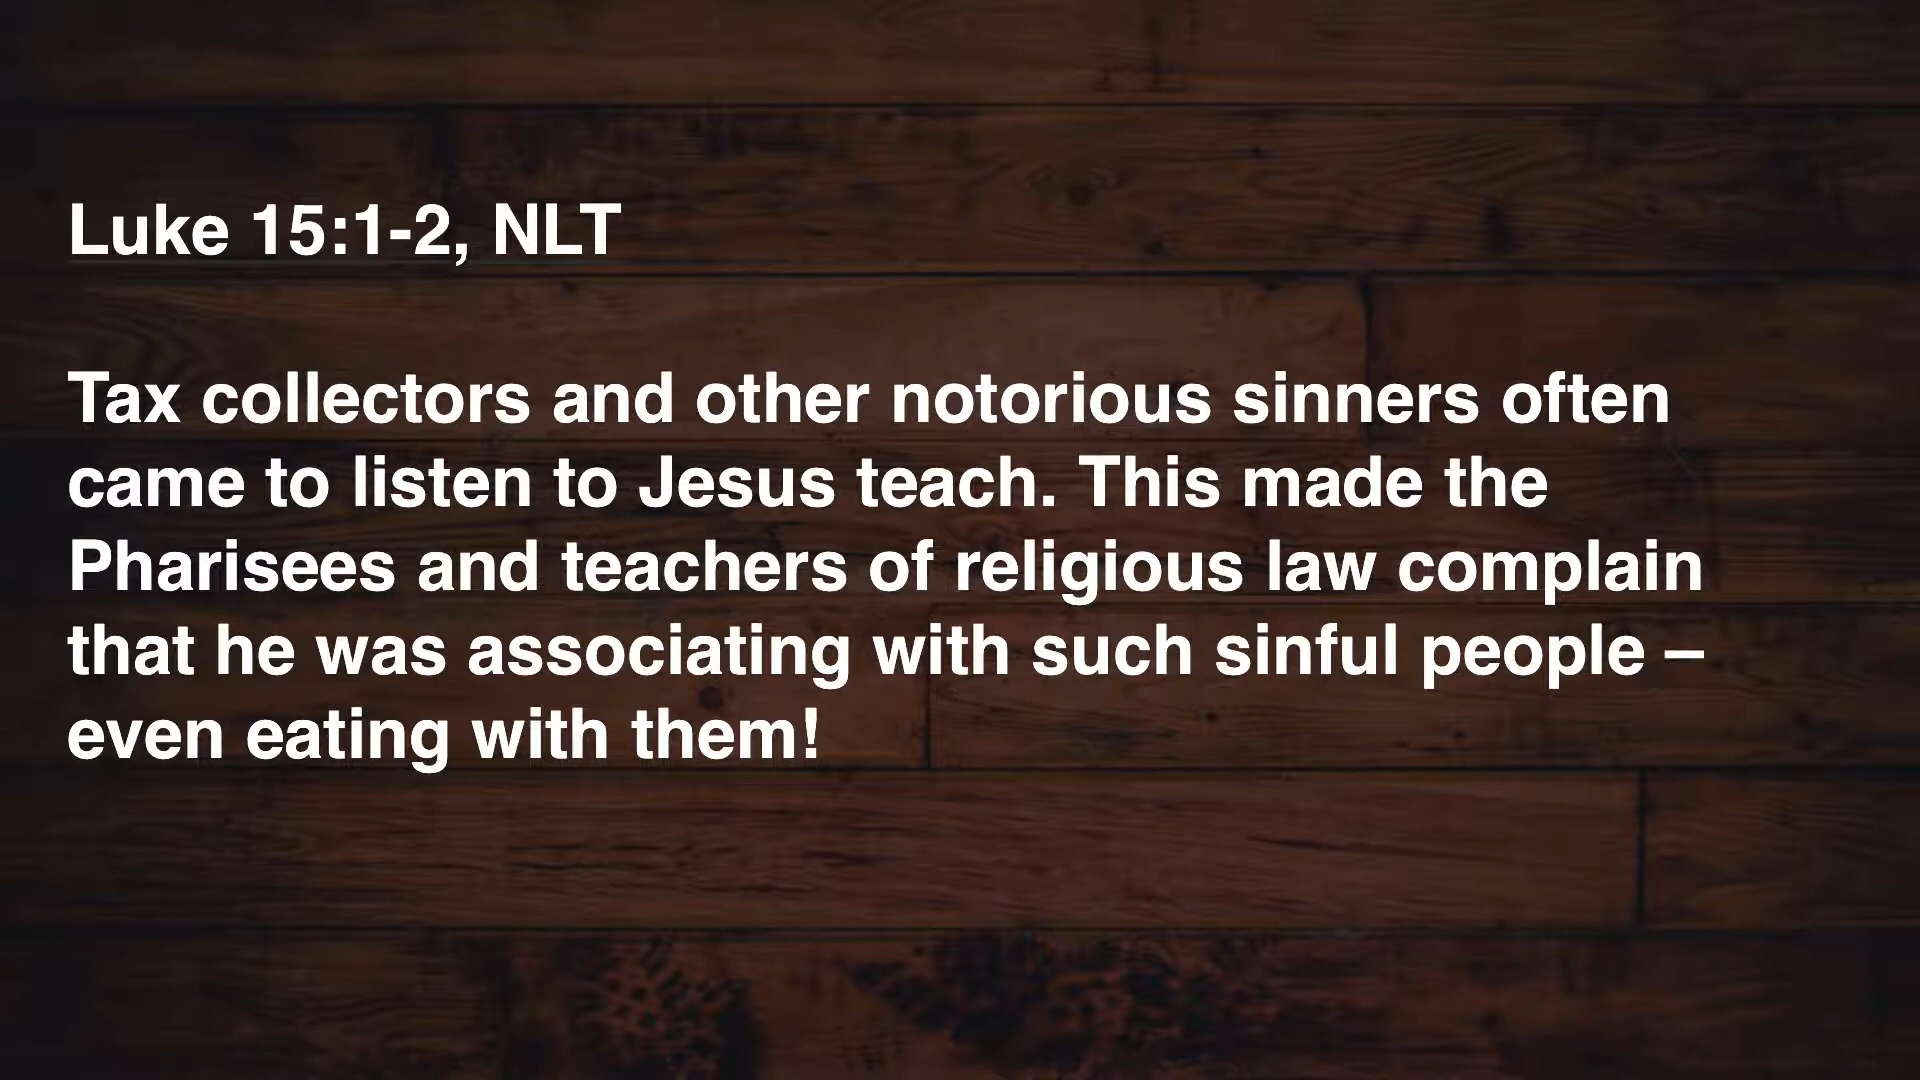 Luke 15:1-2, NLT
Tax collectors and other notorious sinners often
came to listen to Jesus teach. This made the
Pharisees and teachers of religious law complain
that he was associating with such sinful people –
even eating with them!